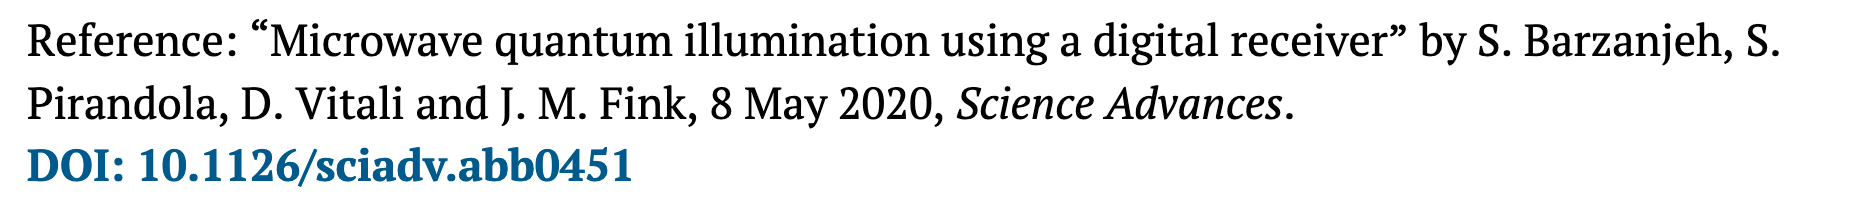 Reference: “Microwave quantum illumination using a digital receiver” by S. Barzanjeh, S.
Pirandola, D. Vitali and J. M. Fink, 8 May 2020, Science Advances.
DOI: 10.1126/sciadv.abb0451